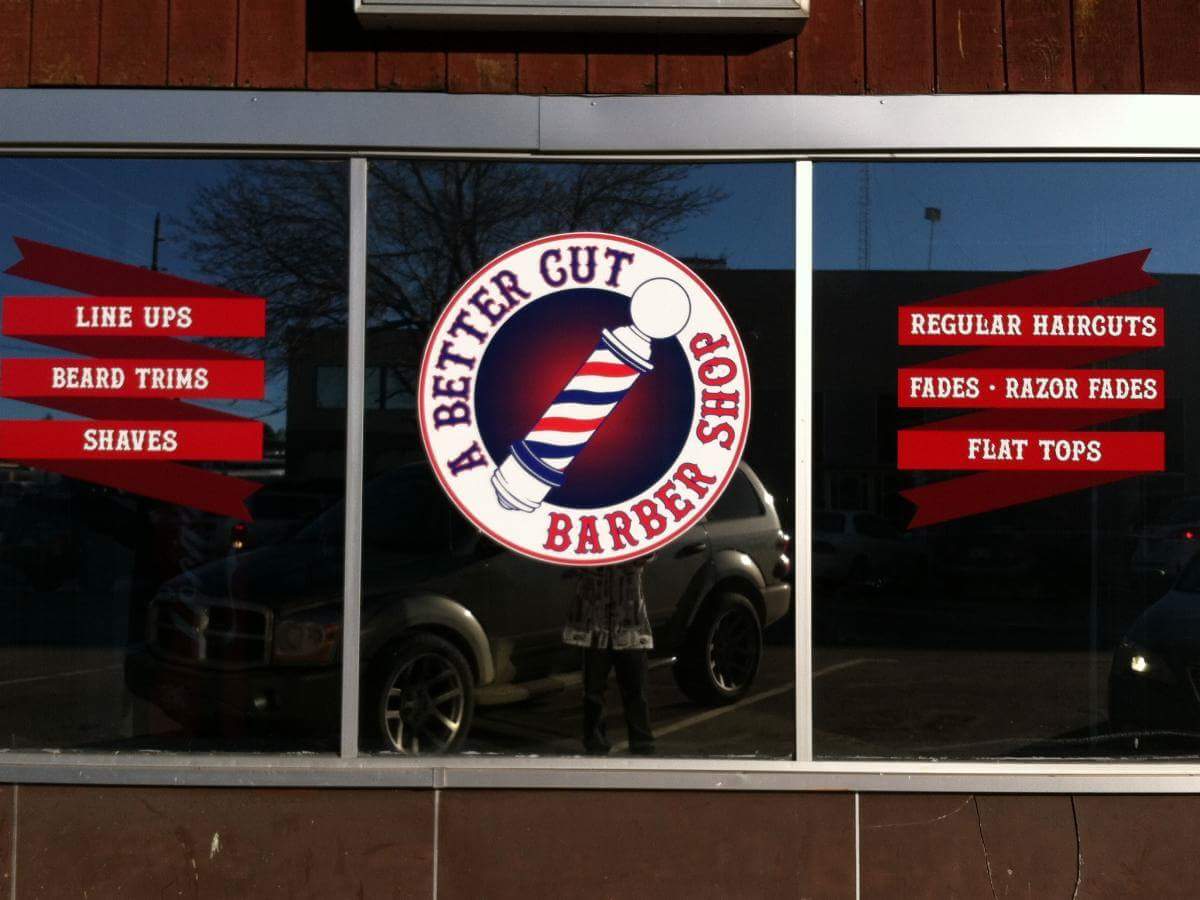 LINE UPS
BEARD TRIMS
SHAVES
A BETTER CUT
BARBER SHOP
REGULAR HAIRCUTS
FADES · RAZOR FADES
FLAT TOPS